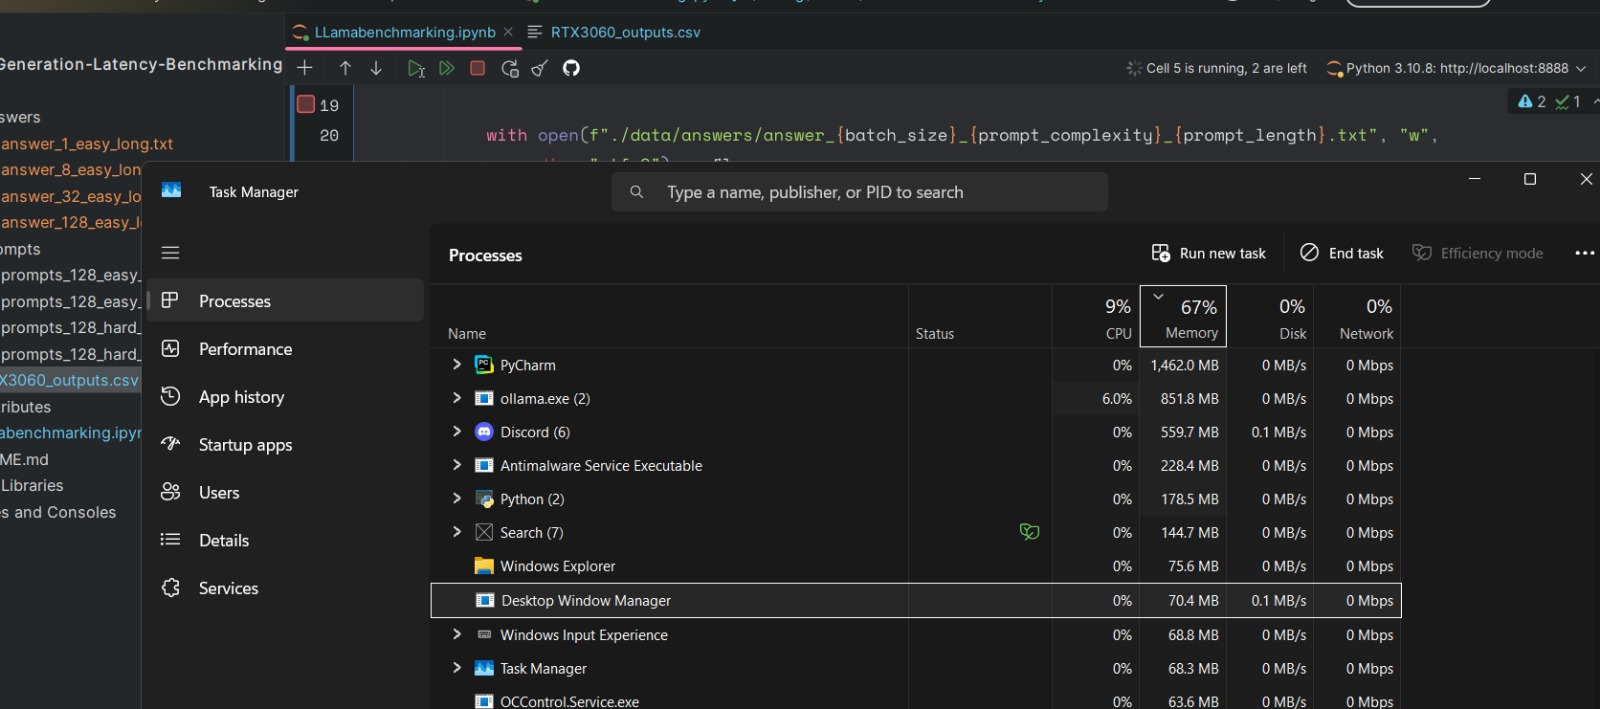 LLamabenchmarking.ipynb
RTX3060_outputs.csv
Generation-Latency-Benchmarking
Cell 5 is running, 2 are left
Python 3.10.8: http://localhost:8888
19
2
1
swers
20
with open(f"./data/answers/answer_{batch_size}_{prompt_complexity}_{prompt_length}.txt", "w",
answer_1_easy_long.txt
answer_8_easy_lon
answer_32_easy_lo
answer_128_easy_l
ompts
prompts_128_easy_
prompts_128_easy_
prompts_128_hard_
prompts_128_hard_
X3060_outputs.csv
ributes
abenchmarking.ipyn
ME.md
Libraries
s and Consoles
Task Manager
Type a name, publisher, or PID to search
Processes
Run new task
End task
Efficiency mode
Processes
Performance
App history
Startup apps
Users
Details
Services
9% 67% 0% 0%
Name Status CPU Memory Disk Network
PyCharm 0% 1,462.0 MB 0 MB/s 0 Mbps
ollama.exe (2) 6.0% 851.8 MB 0 MB/s 0 Mbps
Discord (6) 0% 559.7 MB 0.1 MB/s 0 Mbps
Antimalware Service Executable 0% 228.4 MB 0 MB/s 0 Mbps
Python (2) 0% 178.5 MB 0 MB/s 0 Mbps
Search (7) 0% 144.7 MB 0 MB/s 0 Mbps
Windows Explorer 0% 75.6 MB 0 MB/s 0 Mbps
Desktop Window Manager 0% 70.4 MB 0.1 MB/s 0 Mbps
Windows Input Experience 0% 68.8 MB 0 MB/s 0 Mbps
Task Manager 0% 68.3 MB 0 MB/s 0 Mbps
OCControl.Service.exe 0% 63.6 MB 0 MB/s 0 Mbps